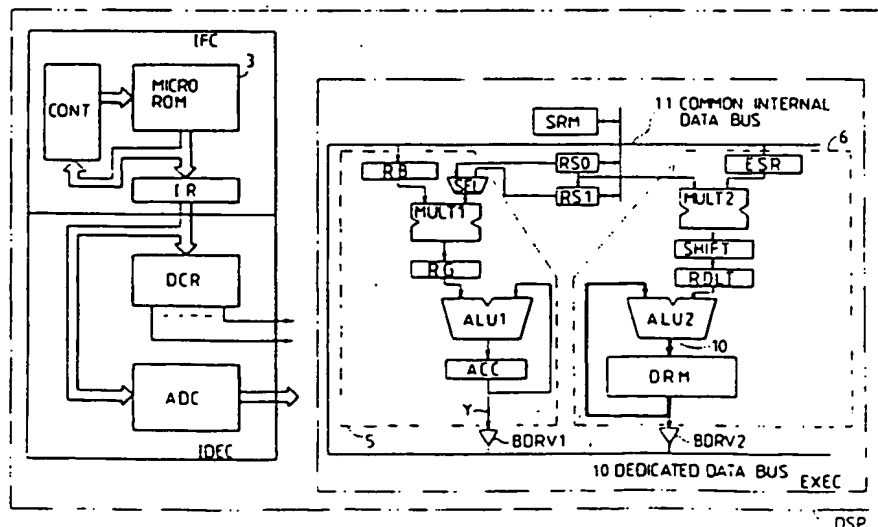 IFC
3
CONT
MICRO
ROM
IR
DCR
ADC
IDEC
SRM
11 COMMON INTERNAL
DATA BUS
6
RB
SEL
RS0
RS1
ESR
MULT1
MULT2
SHIFT
RG
RDLT
ALU1
ALU2
10
ACC
DRM
Y
5
BDRV1
BDRV2
10 DEDICATED DATA BUS
EXEC
DSP